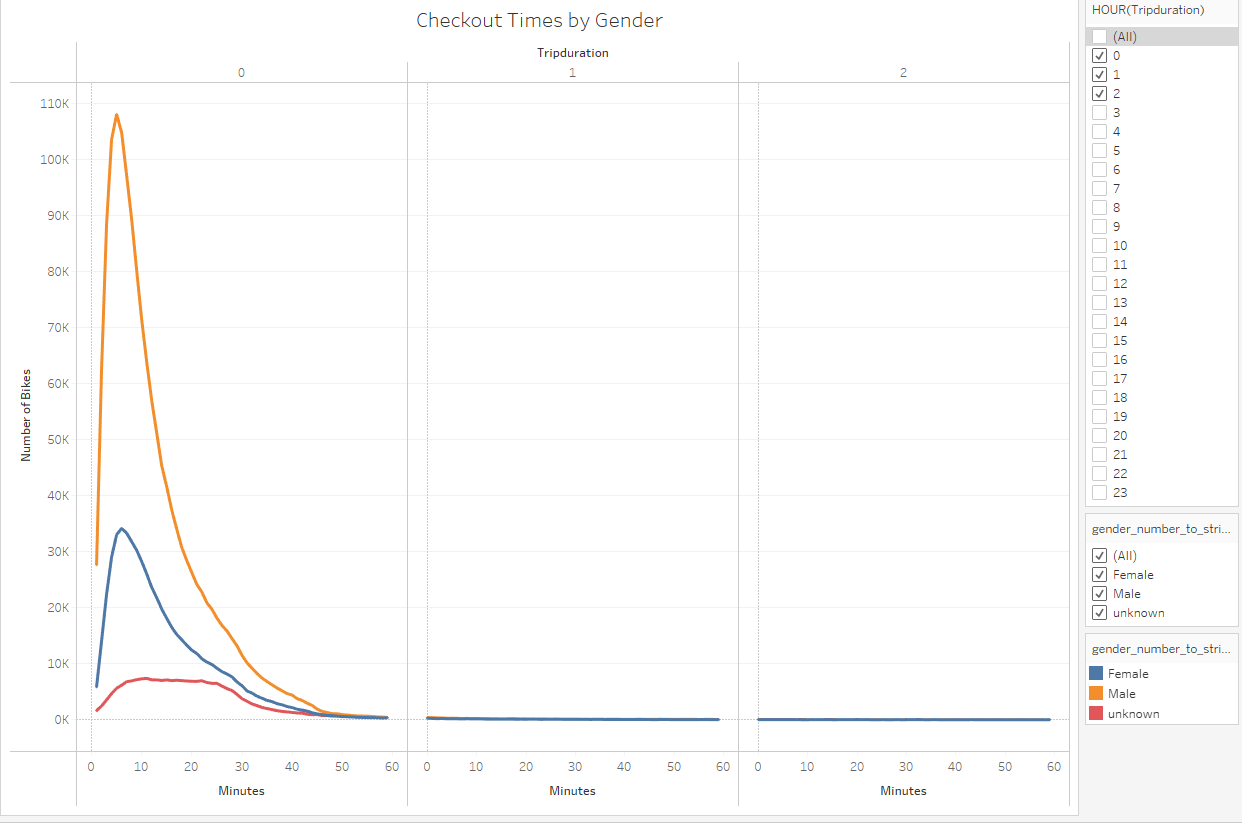 Checkout Times by Gender
Tripduration
0 1 2
110K
100K
90K
80K
70K
60K
50K
40K
30K
20K
10K
0K
Number of Bikes
0 10 20 30 40 50 60 0 10 20 30 40 50 60 0 10 20 30 40 50 60
Minutes Minutes Minutes
HOUR(Tripduration)
(All)
0
1
2
3
4
5
6
7
8
9
10
11
12
13
14
15
16
17
18
19
20
21
22
23
gender_number_to_stri...
(All)
Female
Male
unknown
gender_number_to_stri...
Female
Male
unknown